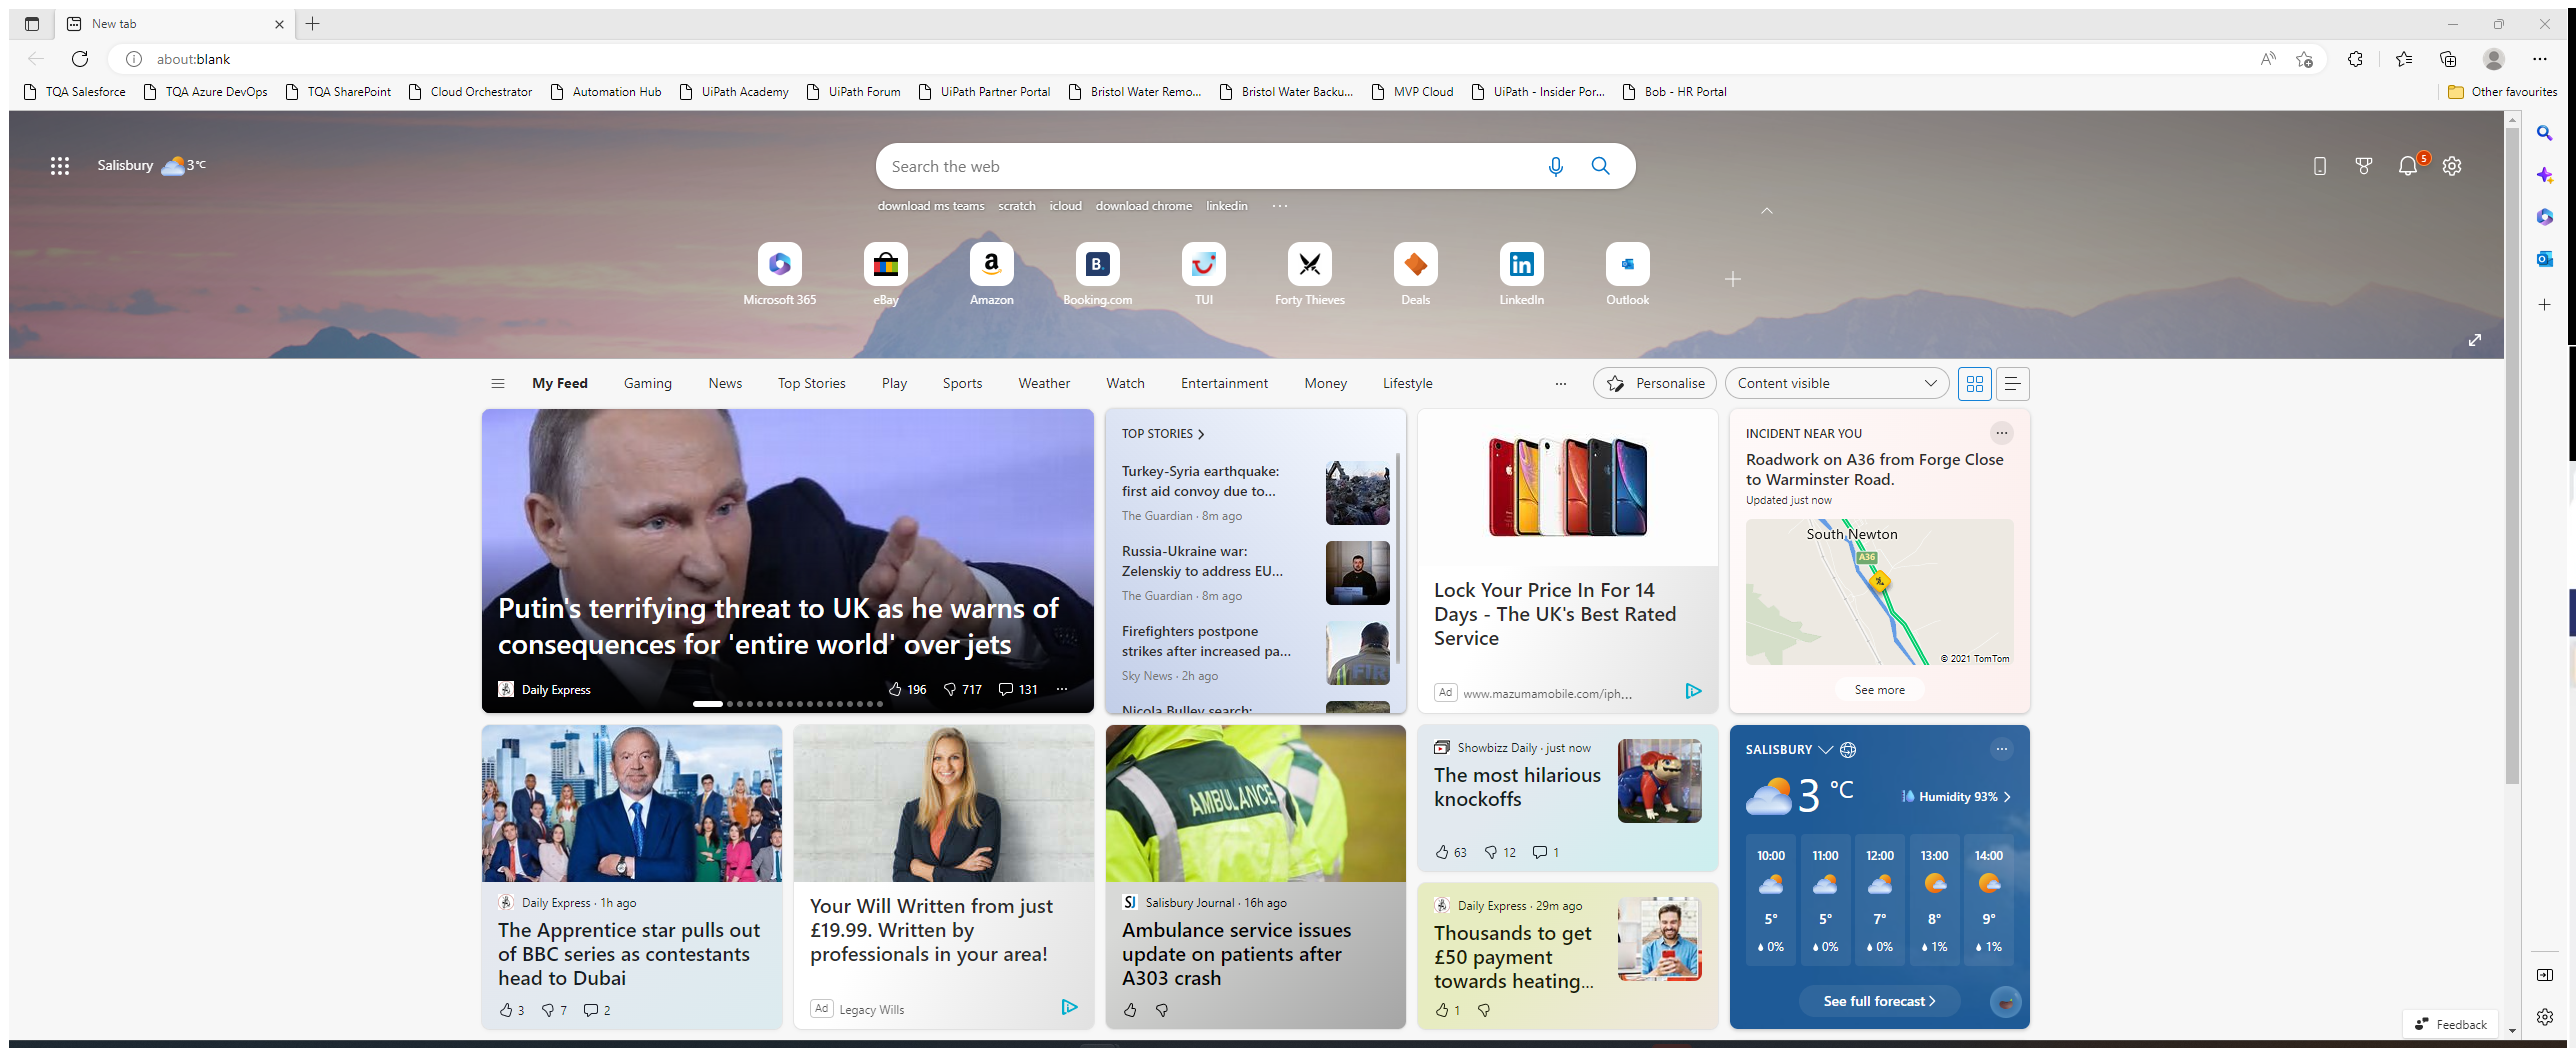 New tab
about:blank
TQA Salesforce
TQA Azure DevOps
TQA SharePoint
Cloud Orchestrator
Automation Hub
UiPath Academy
UiPath Forum
UiPath Partner Portal
Bristol Water Remo...
Bristol Water Backu...
MVP Cloud
UiPath - Insider Por...
Bob - HR Portal
Other favourites
Salisbury
3°C
Search the web
5
download ms teams
scratch
icloud
download chrome
linkedin
...
Microsoft 365
eBay
Amazon
B.
Booking.com
TUI
Forty Thieves
Deals
in
LinkedIn
Outlook
My Feed
Gaming
News
Top Stories
Play
Sports
Weather
Watch
Entertainment
Money
Lifestyle
...
Personalise
Content visible
Putin's terrifying threat to UK as he warns of
consequences for 'entire world' over jets
Daily Express
196
717
131
...
TOP STORIES
Turkey-Syria earthquake:
first aid convoy due to...
The Guardian · 8m ago
Russia-Ukraine war:
Zelenskiy to address EU...
The Guardian · 8m ago
Firefighters postpone
strikes after increased pa...
Sky News · 2h ago
FIR
Nicola Bulley search:
Lock Your Price In For 14
Days - The UK's Best Rated
Service
Ad
www.mazumamobile.com/iph...
INCIDENT NEAR YOU
...
Roadwork on A36 from Forge Close
to Warminster Road.
Updated just now
South Newton
A36
© 2021 TomTom
See more
Daily Express · 1h ago
The Apprentice star pulls out
of BBC series as contestants
head to Dubai
3
7
2
Your Will Written from just
£19.99. Written by
professionals in your area!
Ad
Legacy Wills
AMBULANCE
SJ
Salisbury Journal · 16h ago
Ambulance service issues
update on patients after
A303 crash
Showbizz Daily · just now
The most hilarious
knockoffs
63
12
1
Daily Express · 29m ago
Thousands to get
£50 payment
towards heating...
1
SALISBURY
...
3 °C
Humidity 93%
10:00
11:00
12:00
13:00
14:00
5°
5°
7°
8°
9°
0%
0%
0%
1%
1%
See full forecast
Feedback